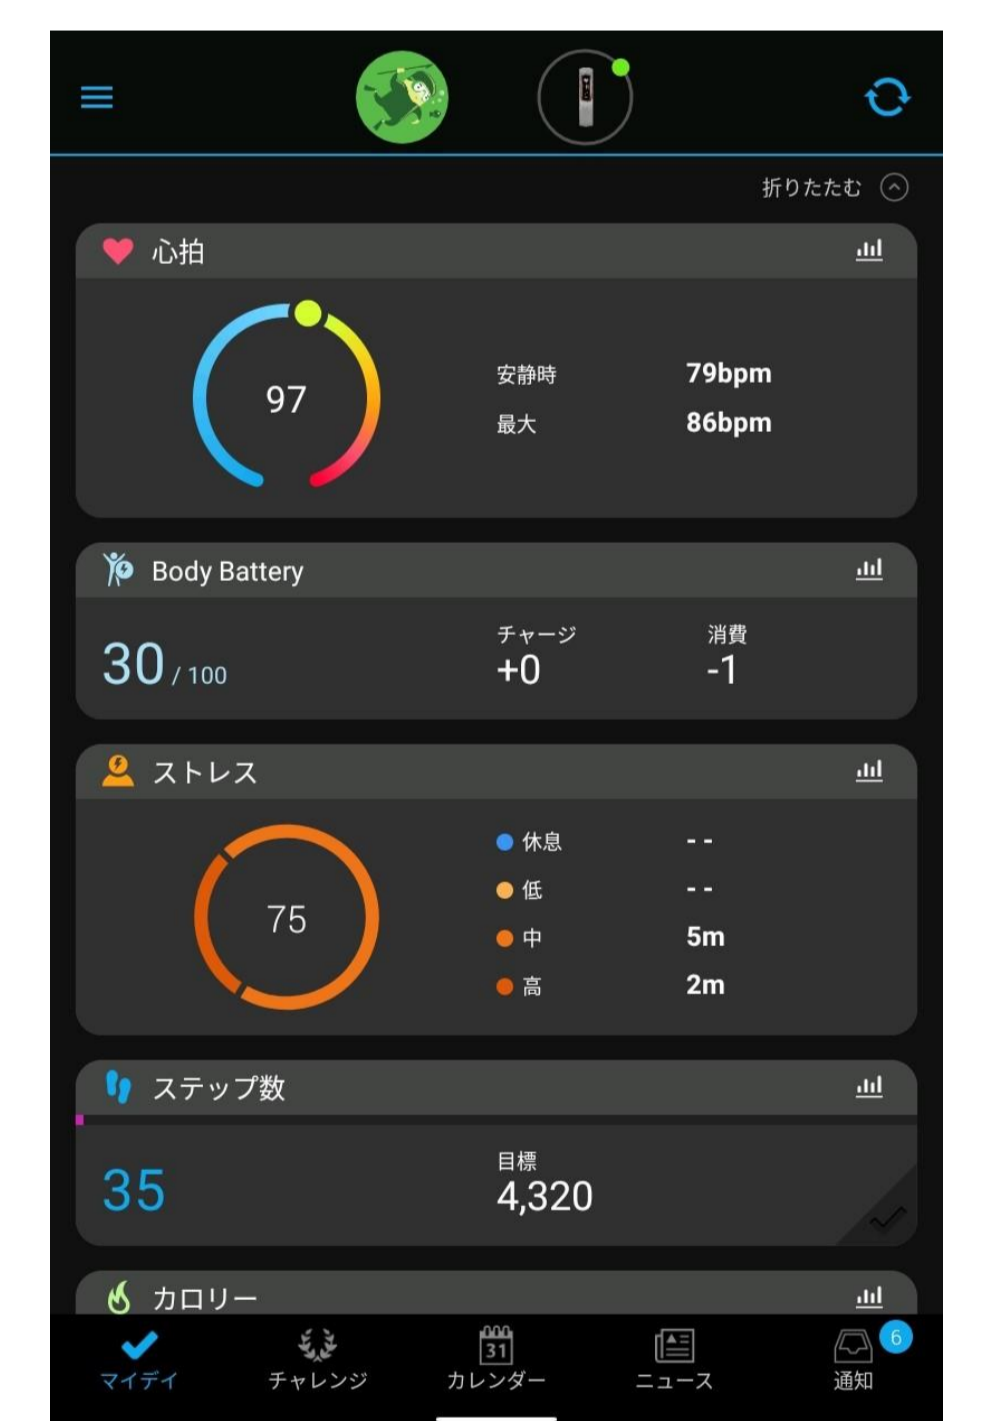 折りたたむ
心拍
97
安静時 79bpm
最大 86bpm
Body Battery
30 / 100
チャージ 消費
+0 -1
ストレス
75
休息 - -
低 - -
中 5m
高 2m
ステップ数
35
目標
4,320
カロリー
31
6
マイデイ チャレンジ カレンダー ニュース 通知